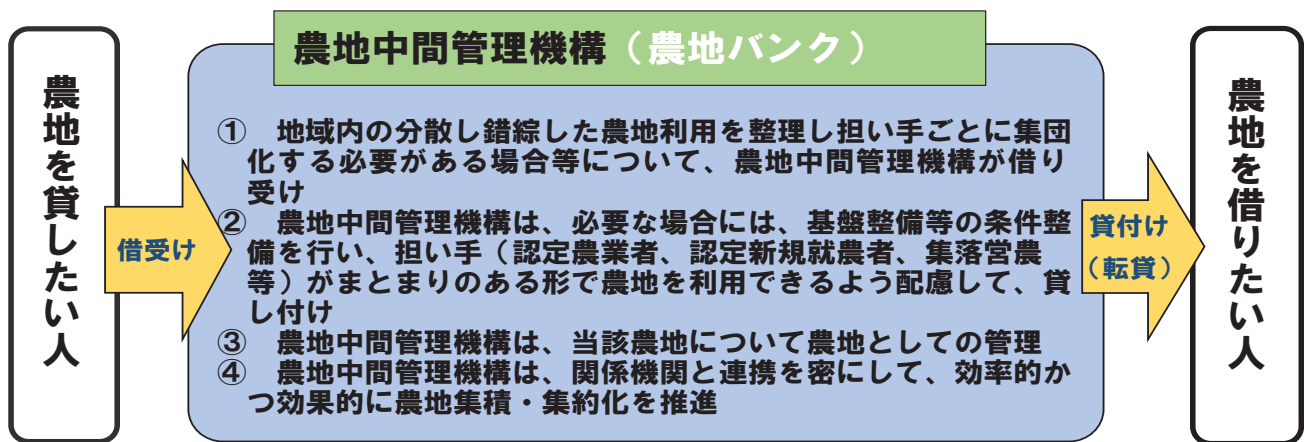 農地中間管理機構（農地バンク）
農地を貸したい人
借受け
① 地域内の分散し錯綜した農地利用を整理し担い手ごとに集団
化する必要がある場合等について、農地中間管理機構が借り
受け
② 農地中間管理機構は、必要な場合には、基盤整備等の条件整
備を行い、担い手（認定農業者、認定新規就農者、集落営農
等）がまとまりのある形で農地を利用できるよう配慮して、貸
し付け
③ 農地中間管理機構は、当該農地について農地としての管理
④ 農地中間管理機構は、関係機関と連携を密にして、効率的か
つ効果的に農地集積・集約化を推進
貸付け
（転貸）
農地を借りたい人